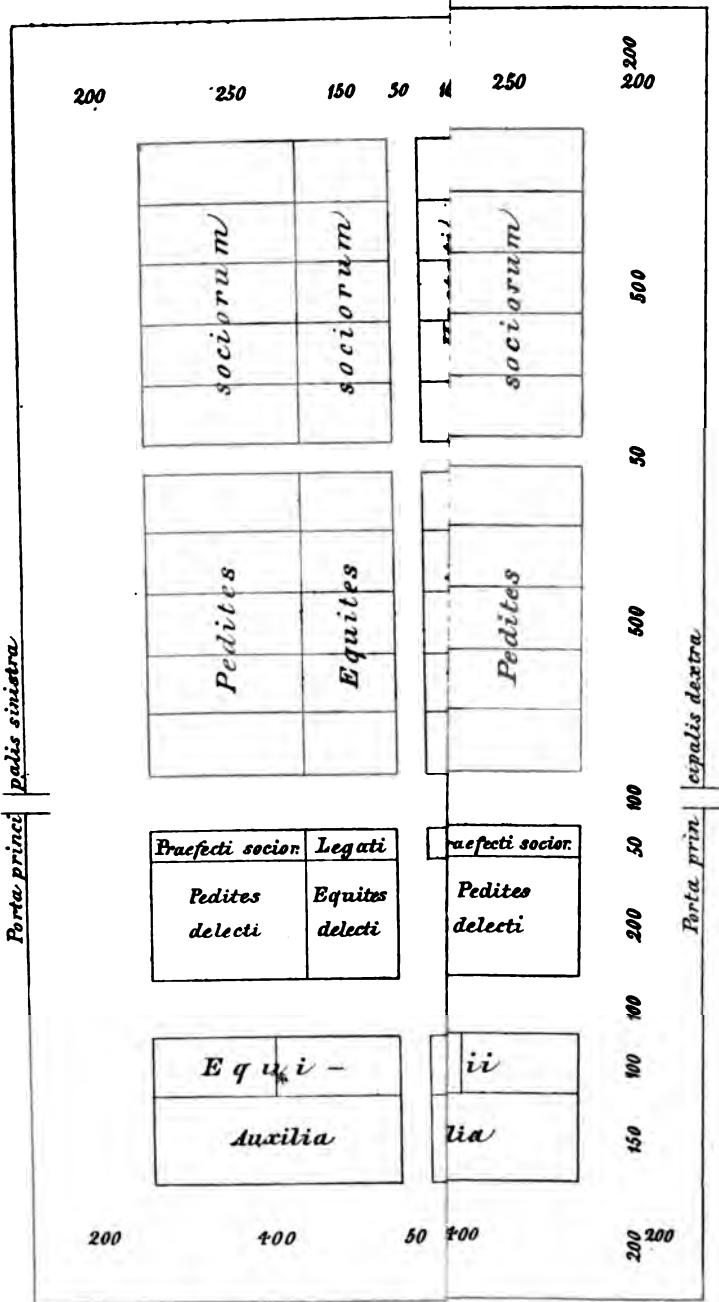 200
200 250 150 50 250 200
sociorum sociorum sociorum
500
50
Pedites Equites Pedites
500
Porta princi palis sinistra
Porta prin cipalis dextra
100
Praefecti socior. Legati raefecti socior.
50
Pedites Equites Pedites
delecti delecti delecti
200
100
Equi- ii
100
Auxilia lia
150
200 400 50 400 200 200